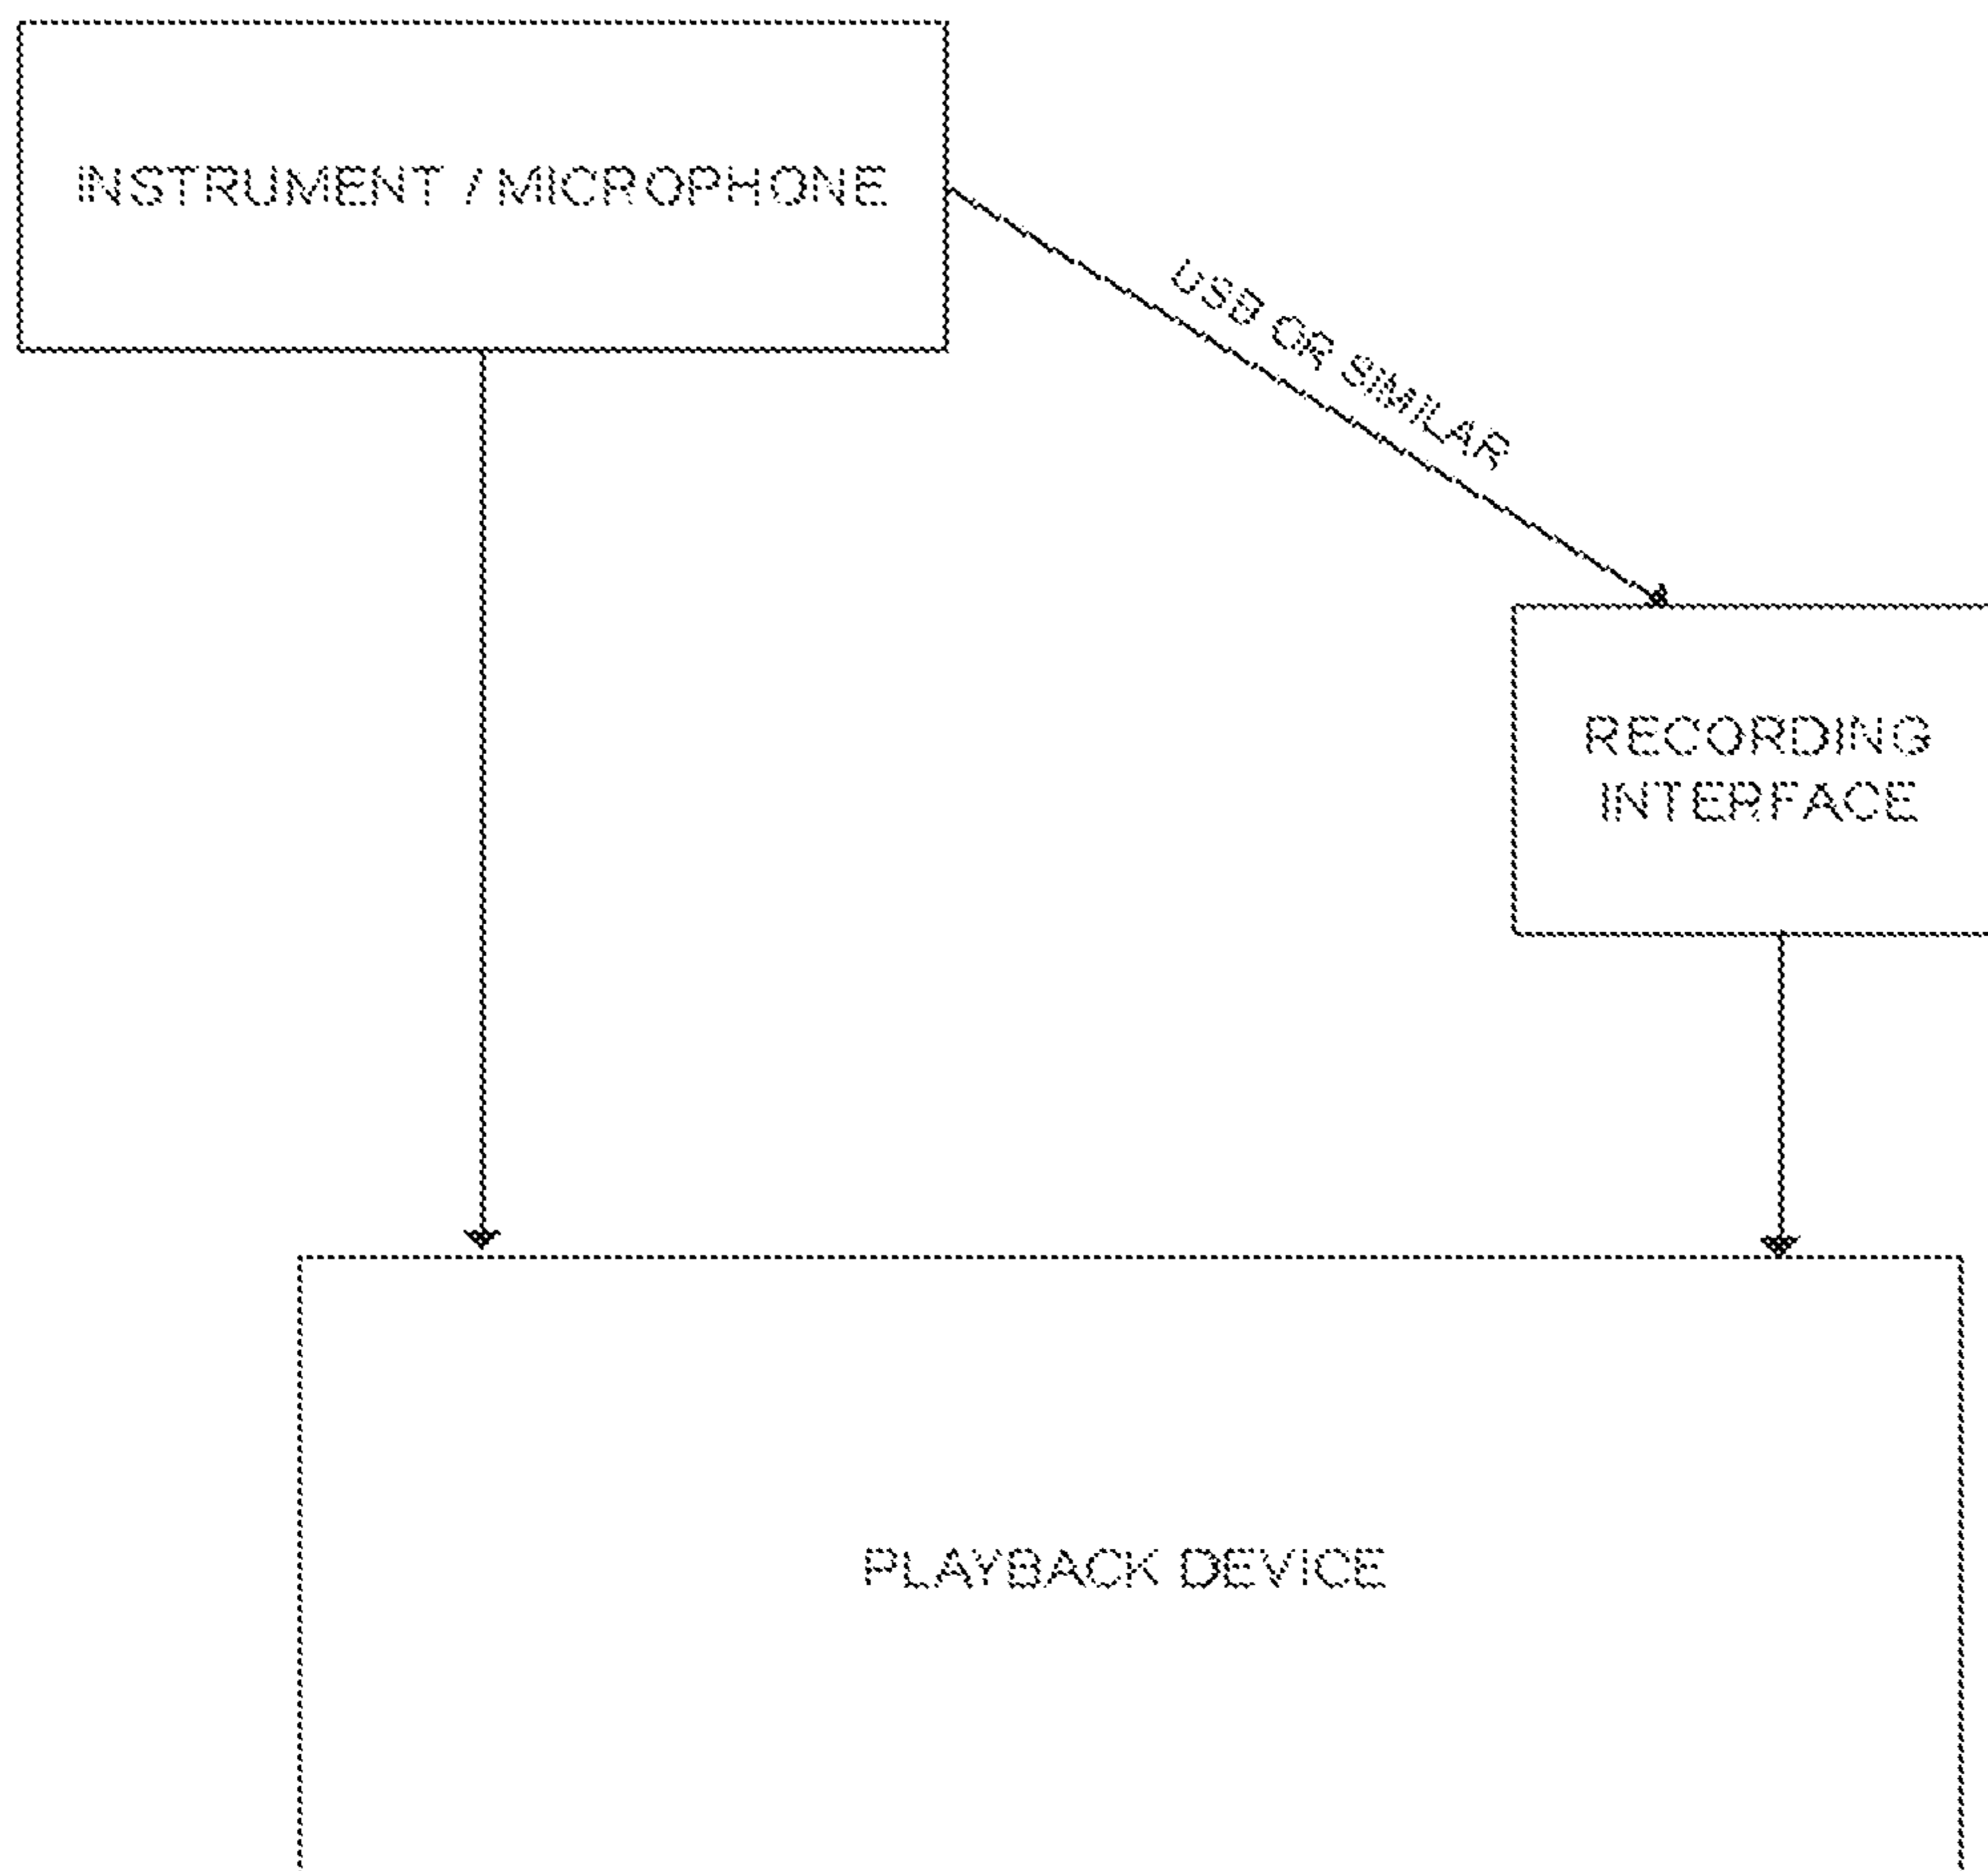 INSTRUMENT / MICROPHONE
USB OR SIMILAR
RECORDING
INTERFACE
PLAYBACK DEVICE